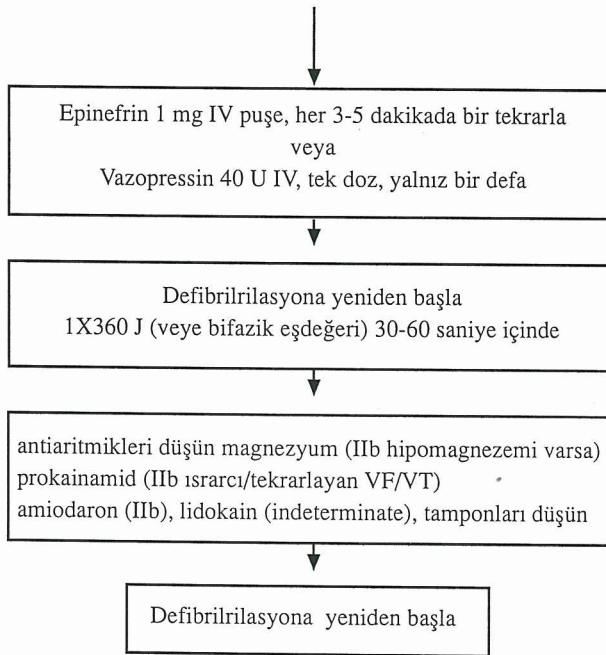 Epinefrin 1 mg IV puşe, her 3-5 dakikada bir tekrarla
veya
Vazopressin 40 U IV, tek doz, yalnız bir defa
Defibrilrilasyona yeniden başla
1X360 J (veye bifazik eşdeğeri) 30-60 saniye içinde
antiaritmikleri düşün magnezyum (IIb hipomagnezemi varsa)
prokainamid (IIb ısrarcı/tekrarlayan VF/VT)
amiodaron (IIb), lidokain (indeterminate), tamponları düşün
Defibrilrilasyona yeniden başla